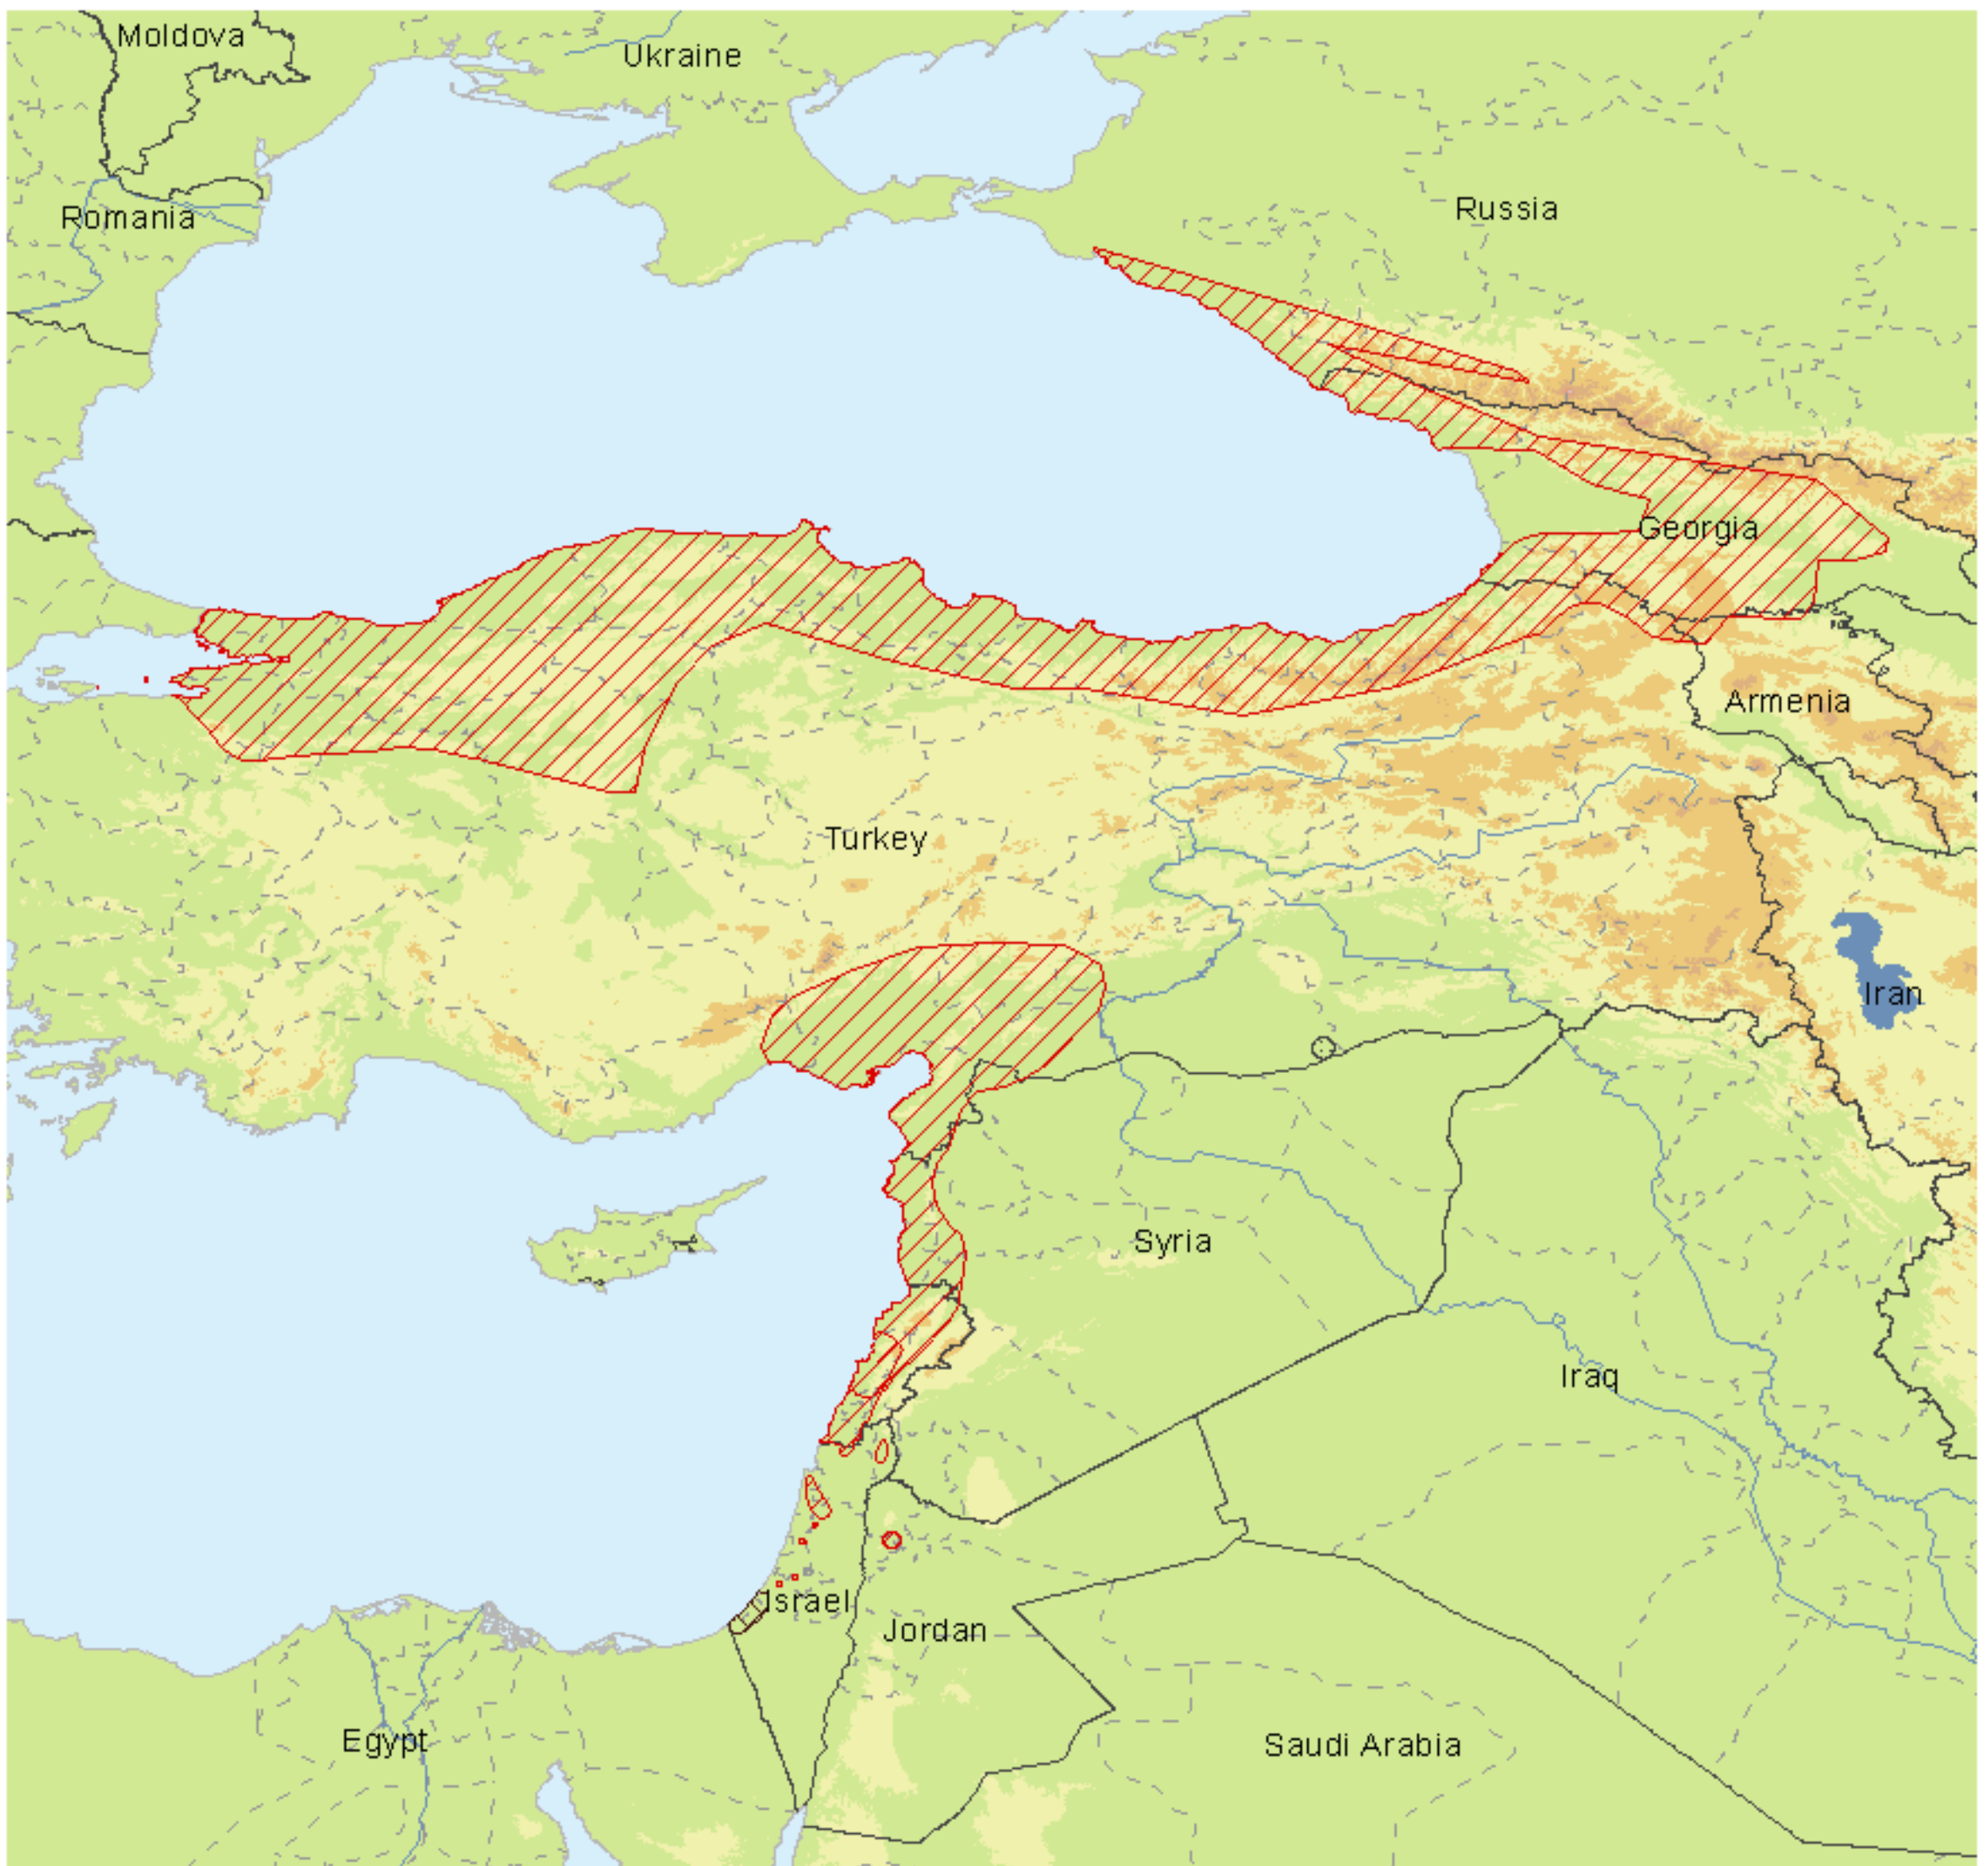 Moldova
Ukraine
Romania
Russia
Georgia
Armenia
Turkey
Iran
Syria
Iraq
Israel
Jordan
Egypt
Saudi Arabia